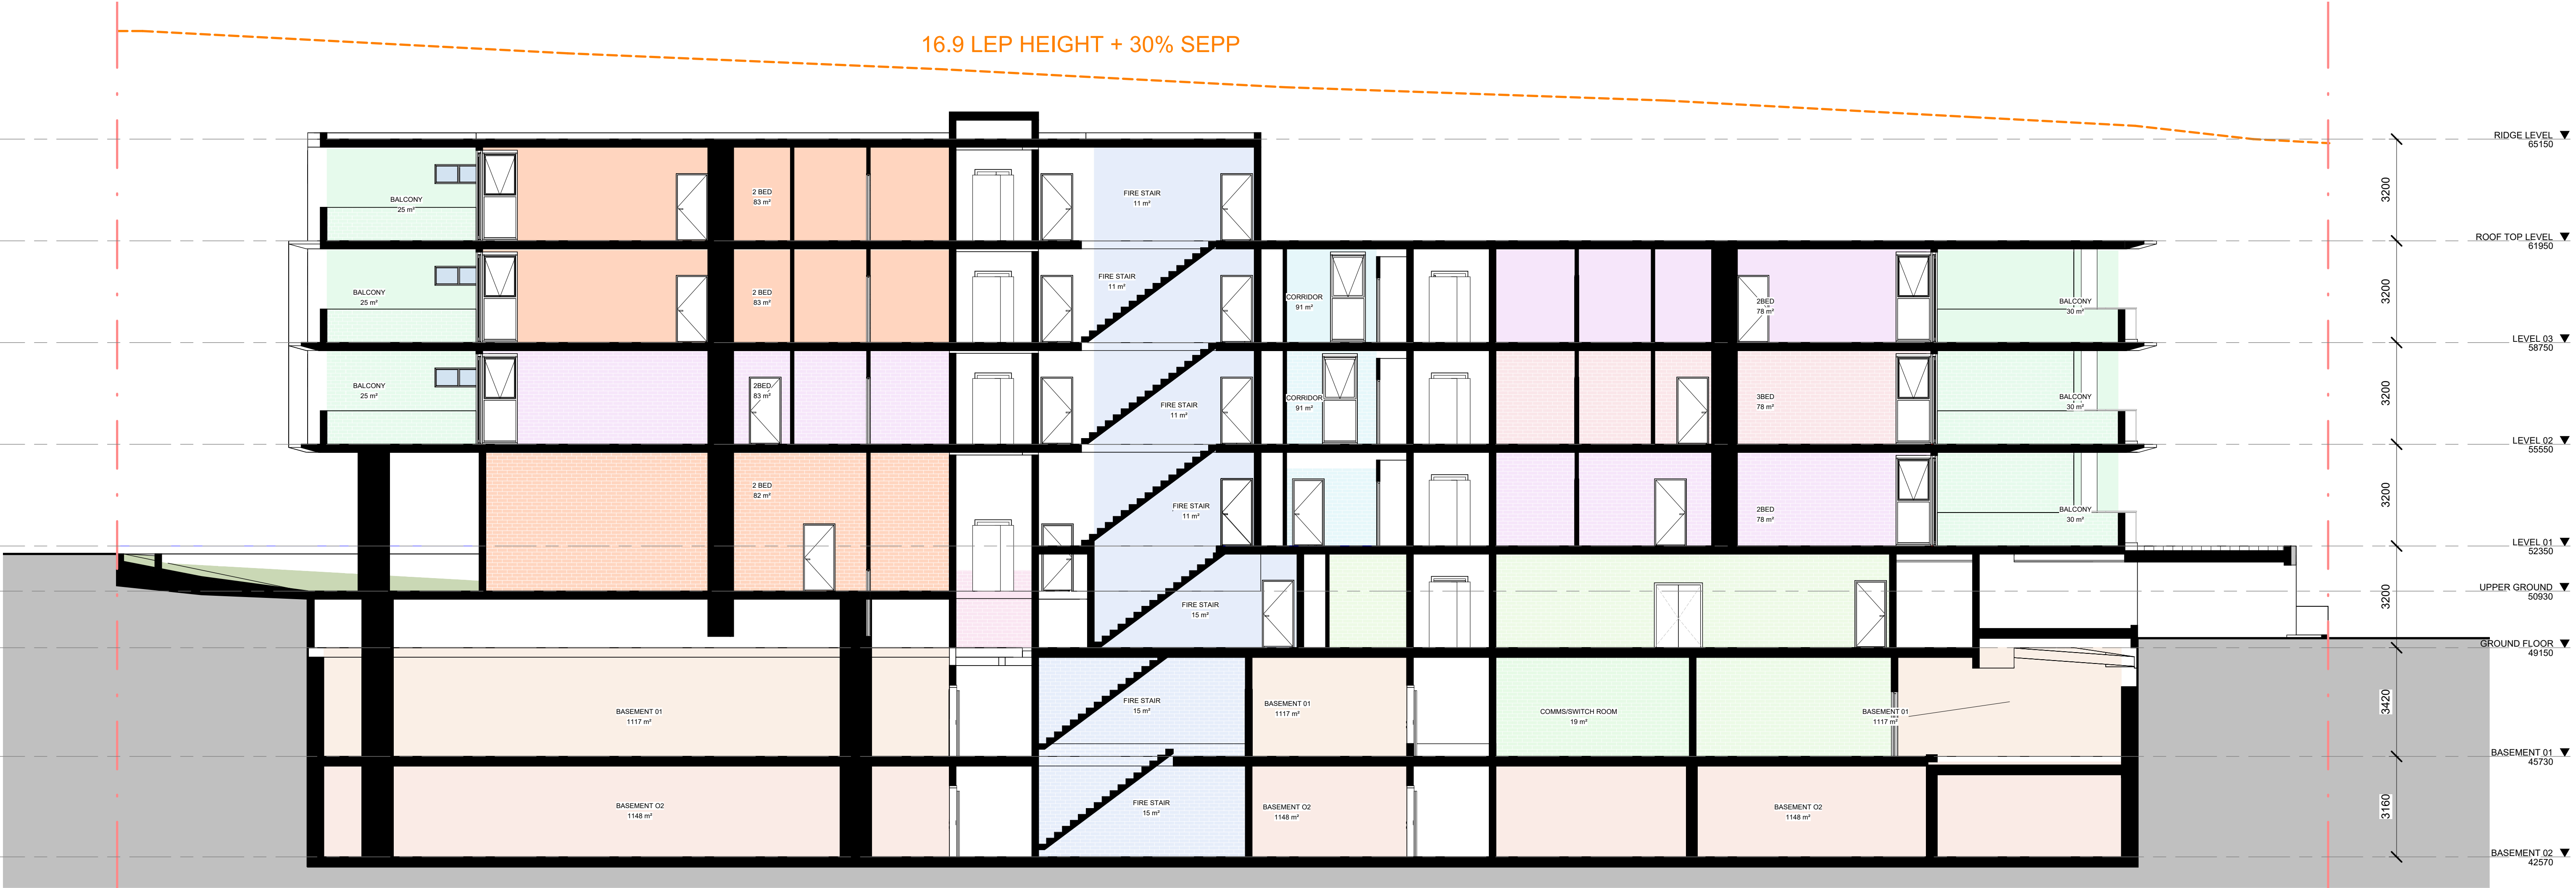 16.9 LEP HEIGHT + 30% SEPP
RIDGE LEVEL
65150
3200
BALCONY
25 m²
2 BED
83 m²
FIRE STAIR
11 m²
ROOF TOP LEVEL
61950
3200
BALCONY
25 m²
2 BED
83 m²
FIRE STAIR
11 m²
CORRIDOR
91 m²
2BED
78 m²
BALCONY
30 m²
LEVEL 03
58750
3200
BALCONY
25 m²
2BED
83 m²
FIRE STAIR
11 m²
CORRIDOR
91 m²
3BED
78 m²
BALCONY
30 m²
LEVEL 02
55550
3200
2 BED
82 m²
FIRE STAIR
11 m²
2BED
78 m²
BALCONY
30 m²
LEVEL 01
52350
UPPER GROUND
50930
3200
FIRE STAIR
15 m²
GROUND FLOOR
49150
3420
BASEMENT 01
1117 m²
FIRE STAIR
15 m²
BASEMENT 01
1117 m²
COMMS/SWITCH ROOM
19 m²
BASEMENT 01
1117 m²
BASEMENT 01
45730
3160
BASEMENT O2
1148 m²
FIRE STAIR
15 m²
BASEMENT O2
1148 m²
BASEMENT O2
1148 m²
BASEMENT 02
42570